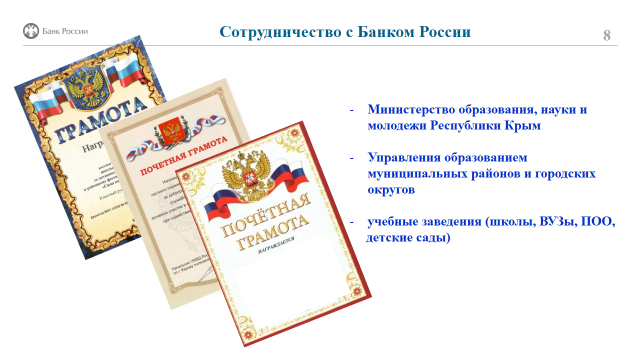 Банк России
Сотрудничество с Банком России
8
ГРАМОТА
ПОЧЕТНАЯ ГРАМОТА
ПОЧЁТНАЯ
ГРАМОТА
НАГРАЖДАЕТСЯ
- Министерство образования, науки и
молодежи Республики Крым
- Управления образованием
муниципальных районов и городских
округов
- учебные заведения (школы, ВУЗы, ПОО,
детские сады)